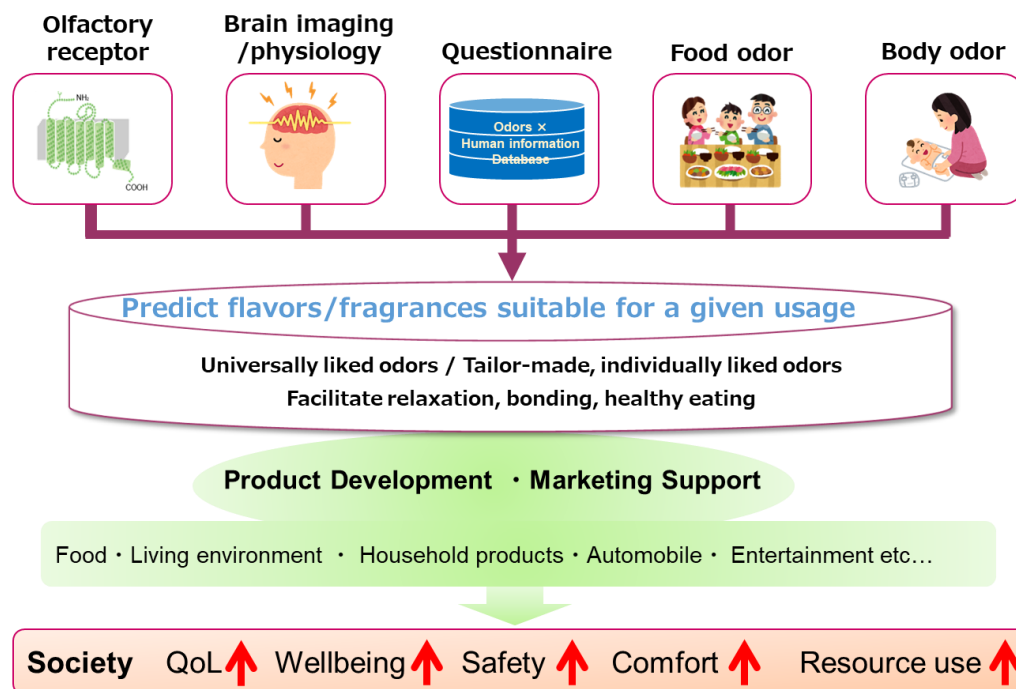 Olfactory
receptor
Brain imaging
/physiology
Questionnaire
Food odor
Body odor
NH₂
COOH
Odors ×
Human information
Database
Predict flavors/fragrances suitable for a given usage
Universally liked odors / Tailor-made, individually liked odors
Facilitate relaxation, bonding, healthy eating
Product Development ・Marketing Support
Food・Living environment ・ Household products・Automobile・ Entertainment etc…
Society QoL Wellbeing Safety Comfort Resource use